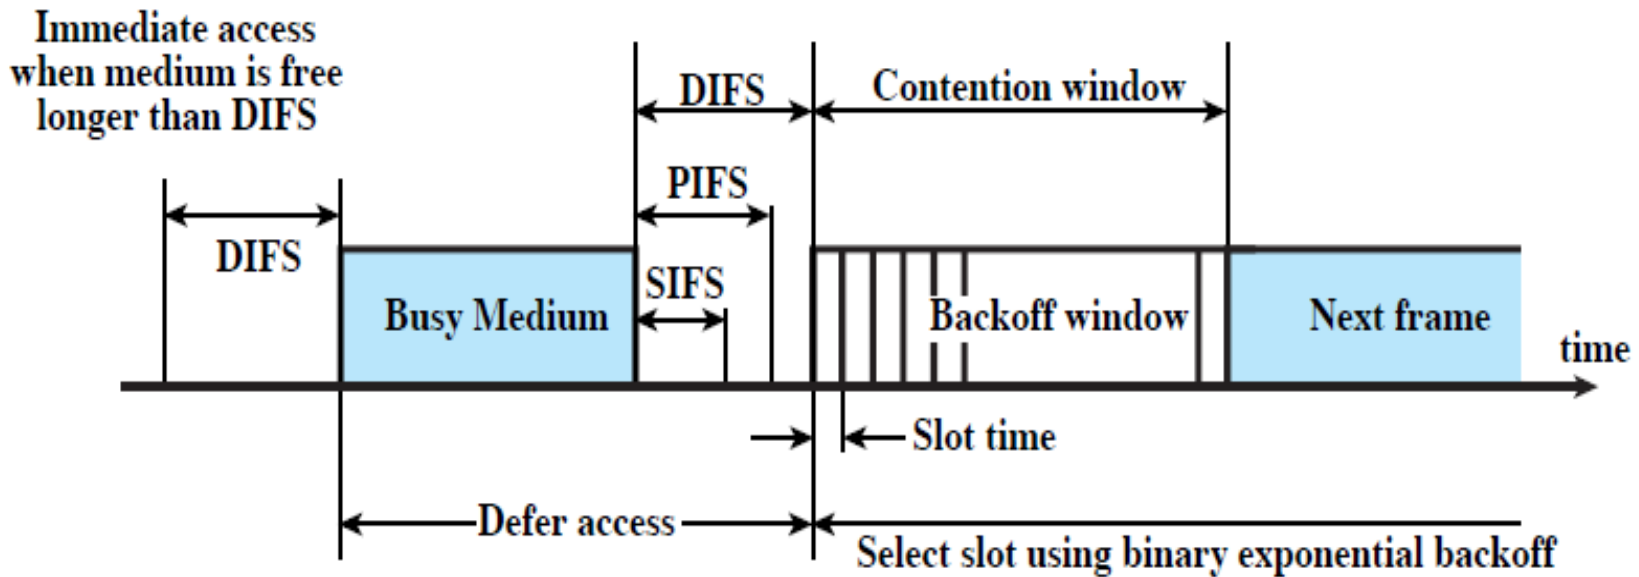 Immediate access
when medium is free
longer than DIFS
DIFS
Contention window
PIFS
DIFS
SIFS
Busy Medium
Backoff window
Next frame
time
Slot time
Defer access
Select slot using binary exponential backoff